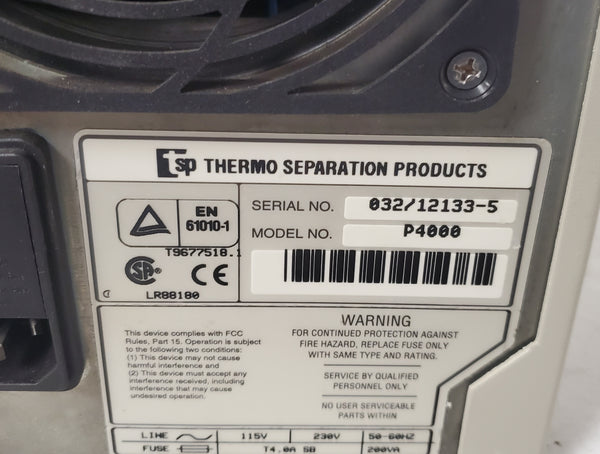 tsp THERMO SEPARATION PRODUCTS
EN
61010-1
T9677518.1
LR88180
SERIAL NO. 032/12133-5
MODEL NO. P4000
This device complies with FCC
Rules, Part 15. Operation is subject
to the following two conditions:
(1) This device may not cause
harmful interference and
(2) This device must accept any
interference received, including
interference that may cause
undesired operation.
WARNING
FOR CONTINUED PROTECTION AGAINST
FIRE HAZARD, REPLACE FUSE ONLY
WITH SAME TYPE AND RATING.
SERVICE BY QUALIFIED
PERSONNEL ONLY
NO USER SERVICEABLE
PARTS WITHIN
LINE 115V 230V 50-60HZ
FUSE T4.0A SB 200VA